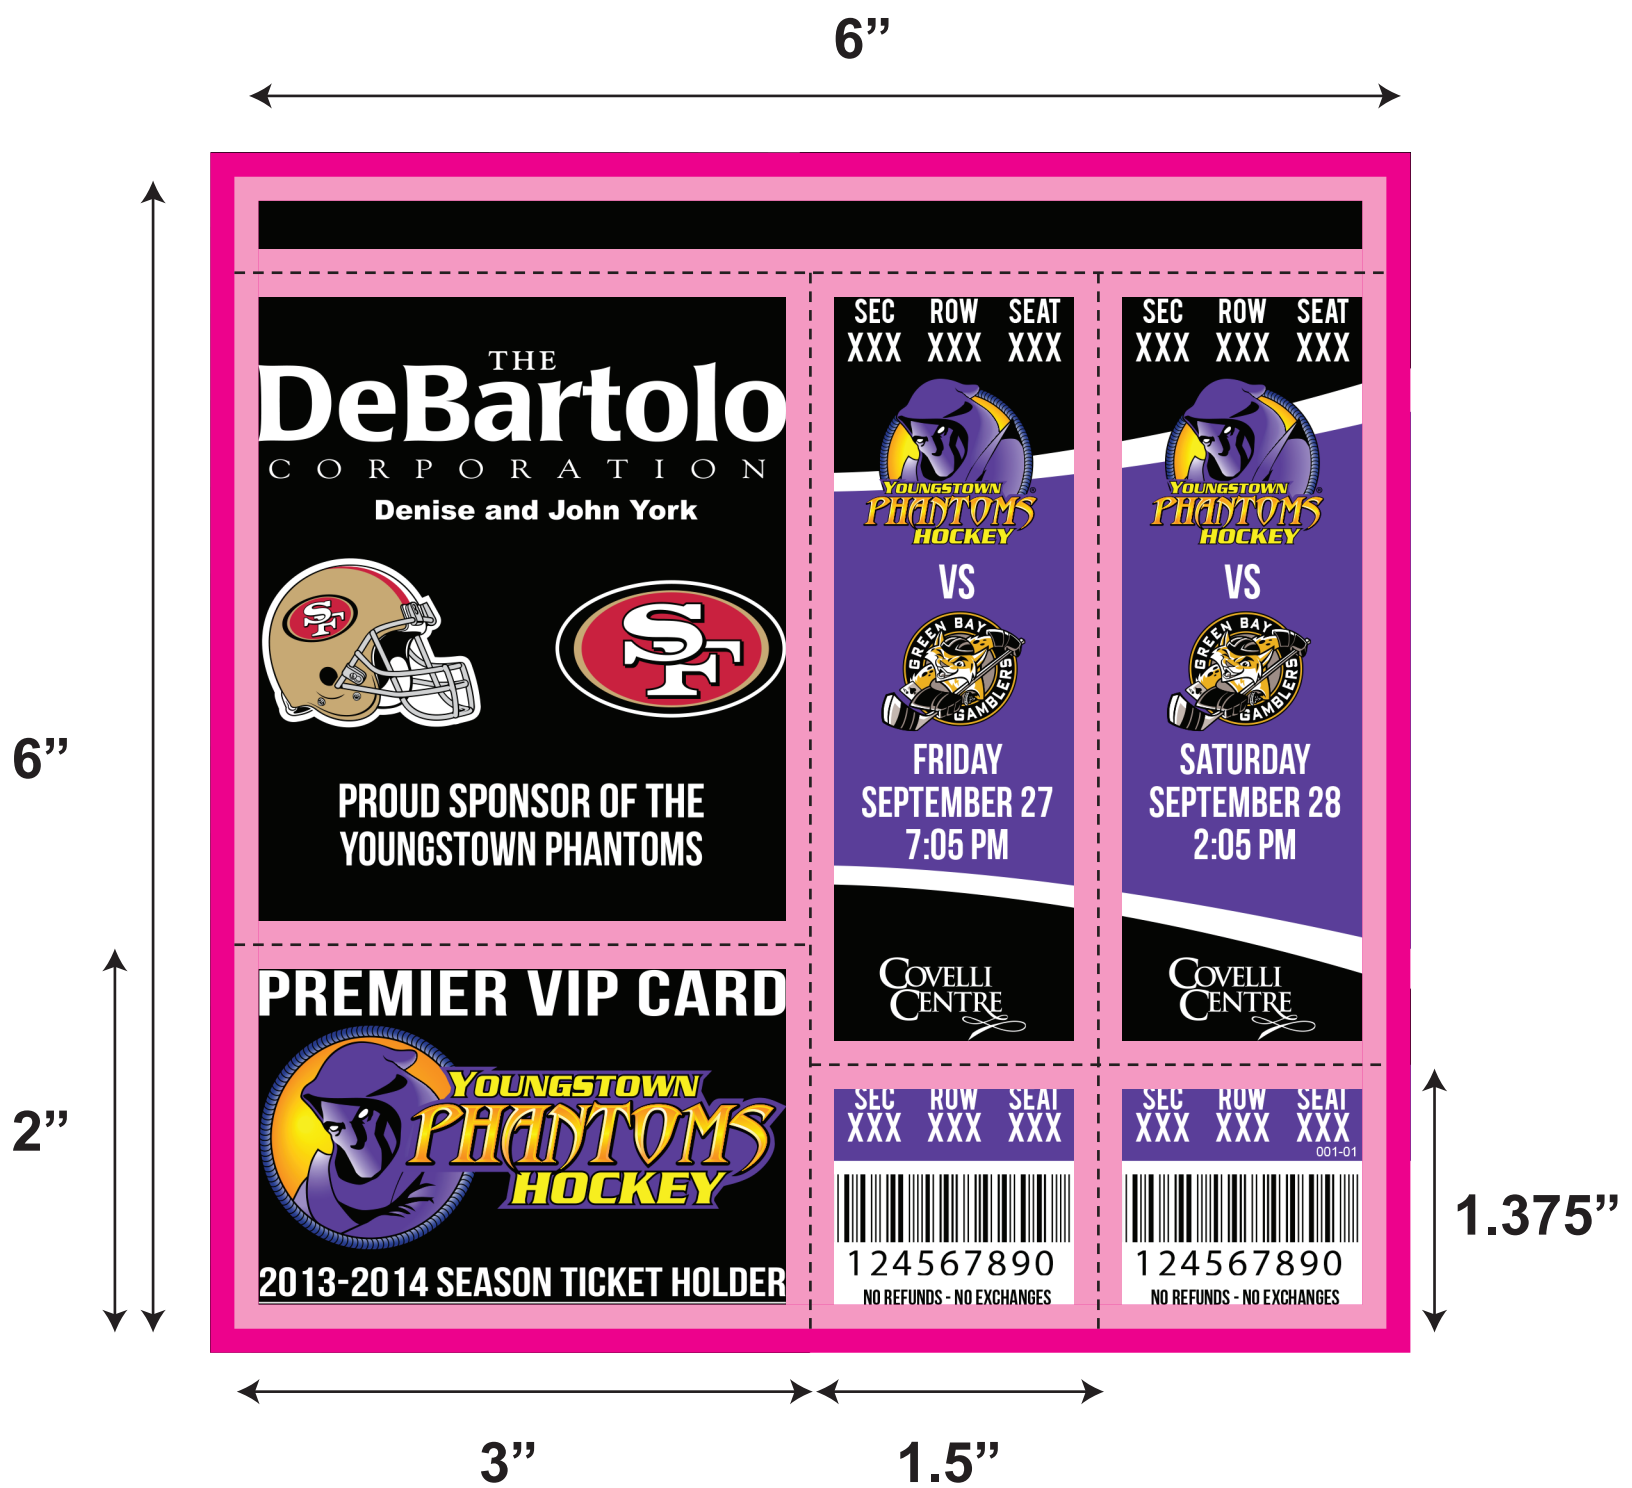 6”
6”
2”
3”
1.5”
1.375”
THE
DeBartolo
CORPORATION
Denise and John York
SF
SF
PROUD SPONSOR OF THE
YOUNGSTOWN PHANTOMS
PREMIER VIP CARD
YOUNGSTOWN
PHANTOMS
HOCKEY
2013-2014 SEASON TICKET HOLDER
SEC ROW SEAT
XXX XXX XXX
YOUNGSTOWN
PHANTOMS®
HOCKEY
VS
GREEN BAY
GAMBLERS
FRIDAY
SEPTEMBER 27
7:05 PM
COVELLI
CENTRE
SEC ROW SEAT
XXX XXX XXX
124567890
NO REFUNDS - NO EXCHANGES
SEC ROW SEAT
XXX XXX XXX
YOUNGSTOWN
PHANTOMS®
HOCKEY
VS
GREEN BAY
GAMBLERS
SATURDAY
SEPTEMBER 28
2:05 PM
COVELLI
CENTRE
SEC ROW SEAT
XXX XXX XXX
001-01
124567890
NO REFUNDS - NO EXCHANGES